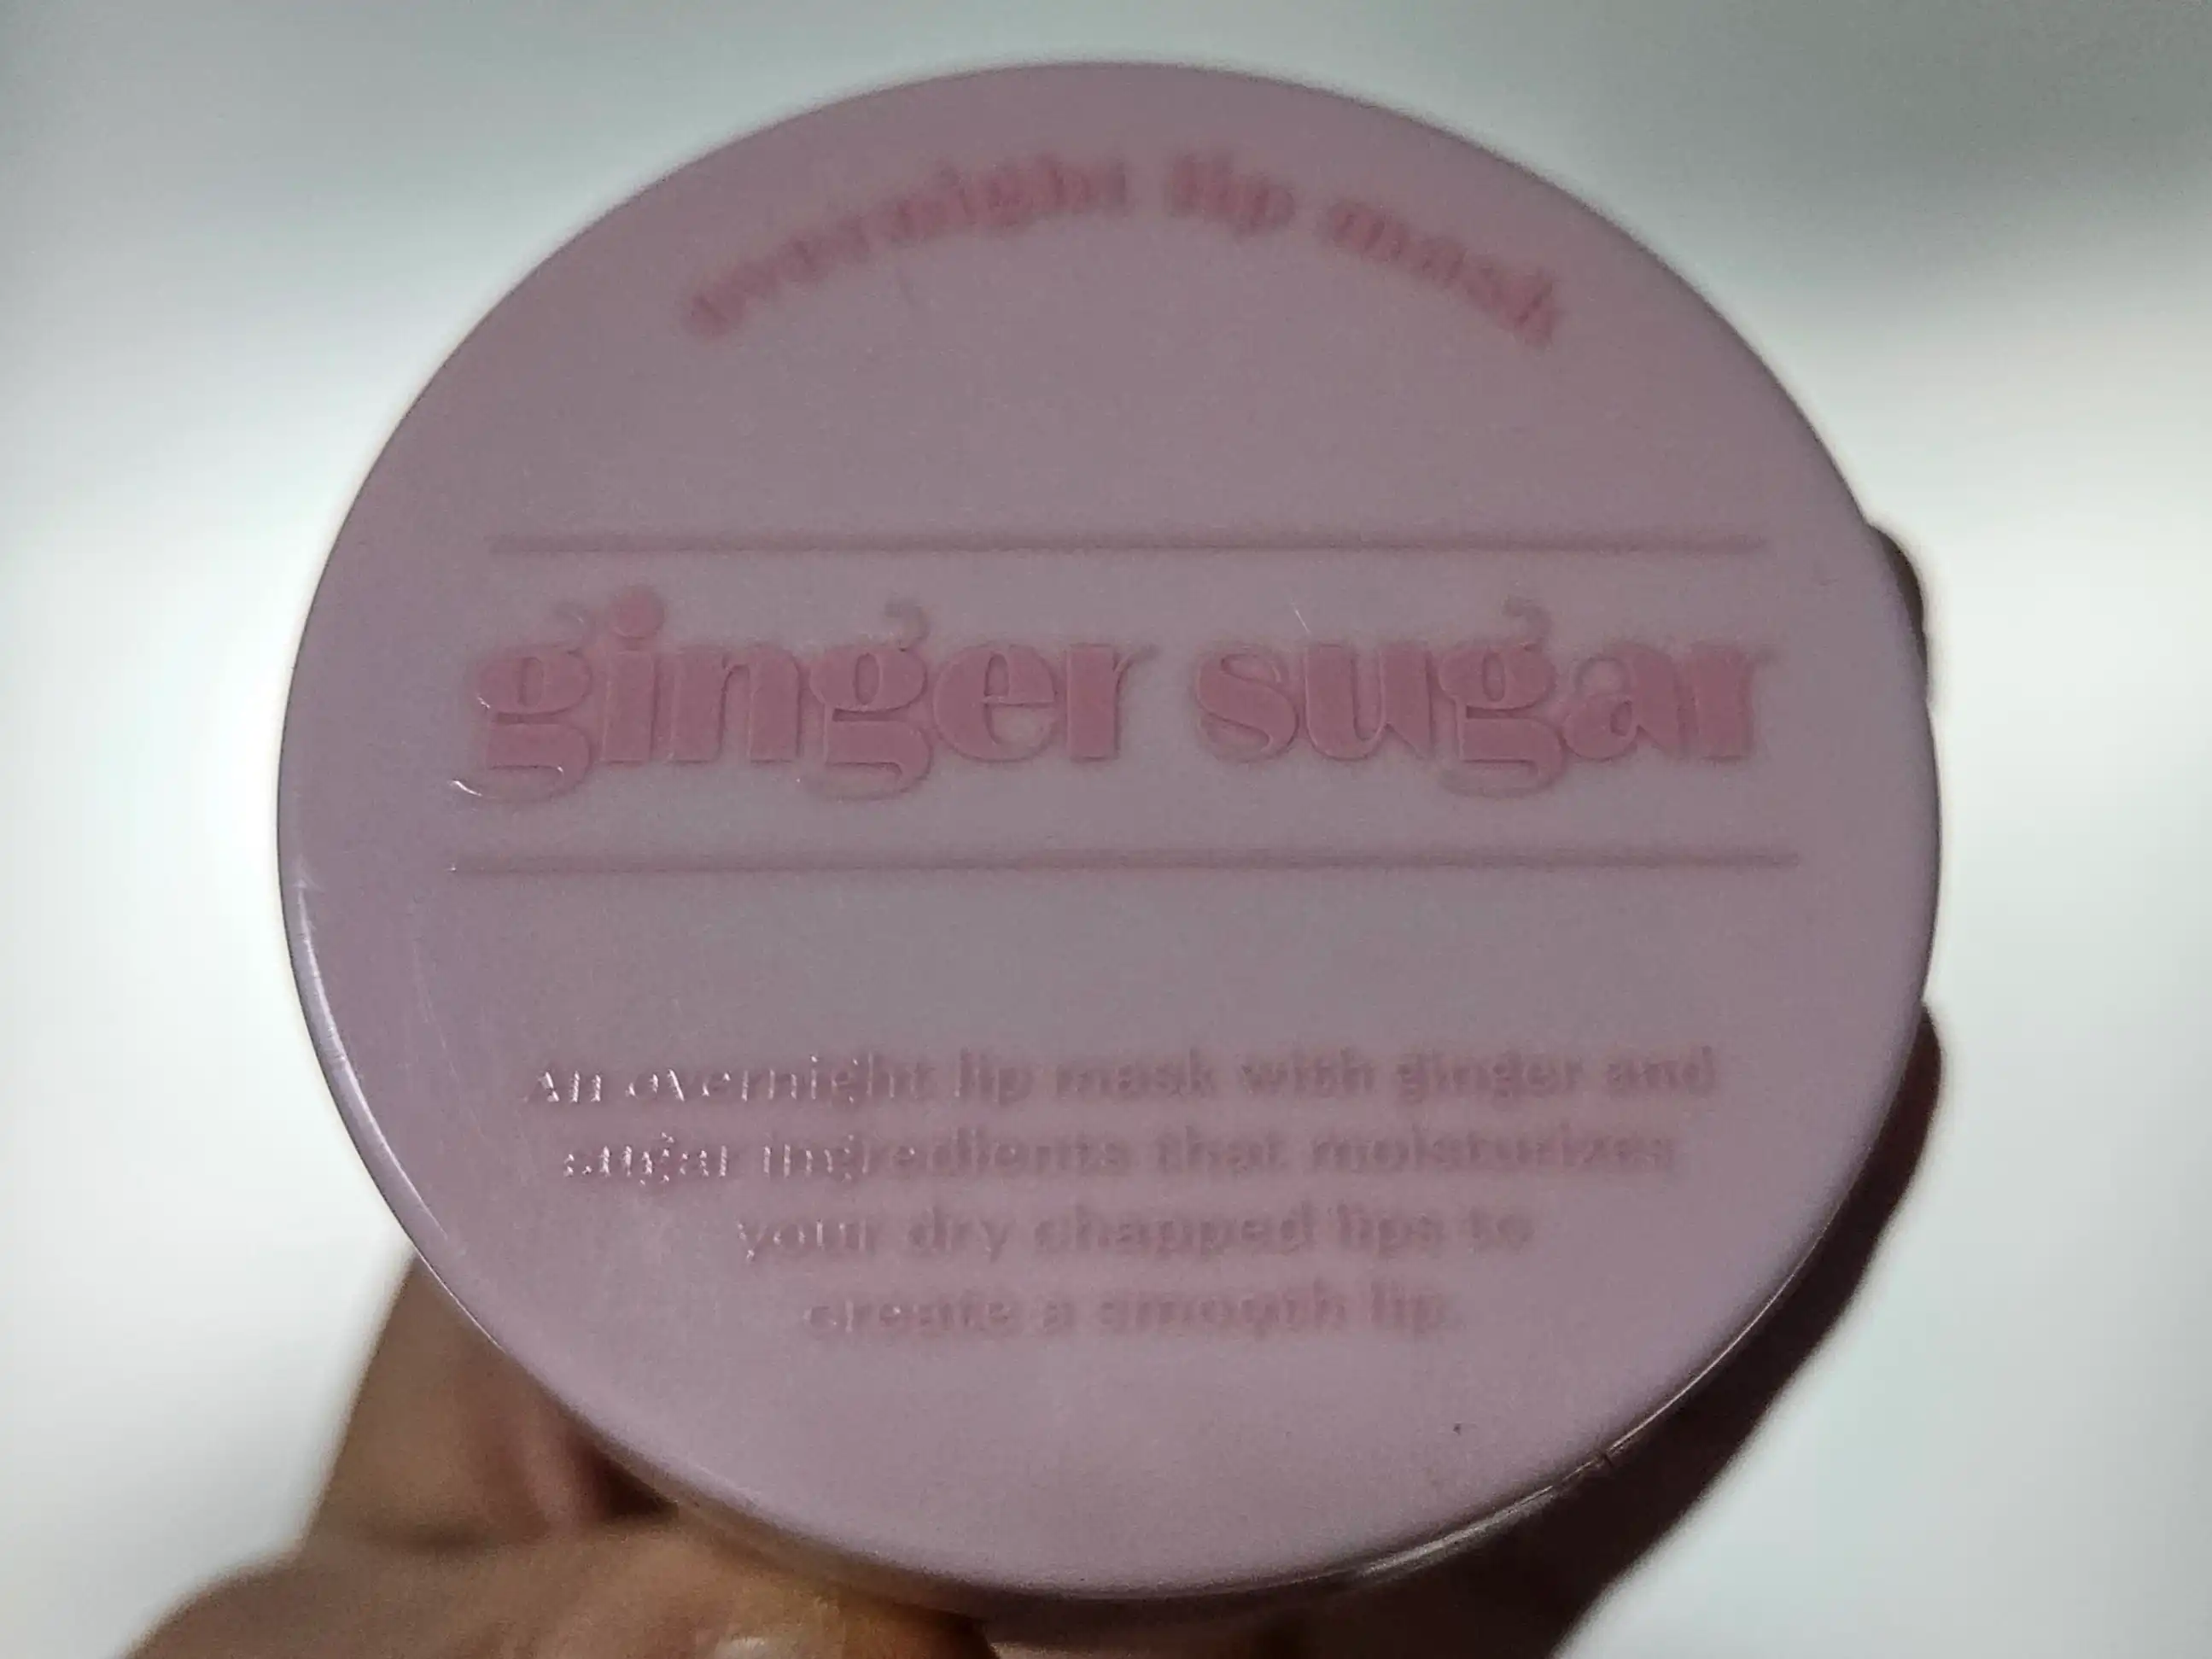 overnight lip mask
ginger sugar
An overnight lip mask with ginger and
sugar ingredients that moisturizes
your dry chapped lips to
create a smooth lip.